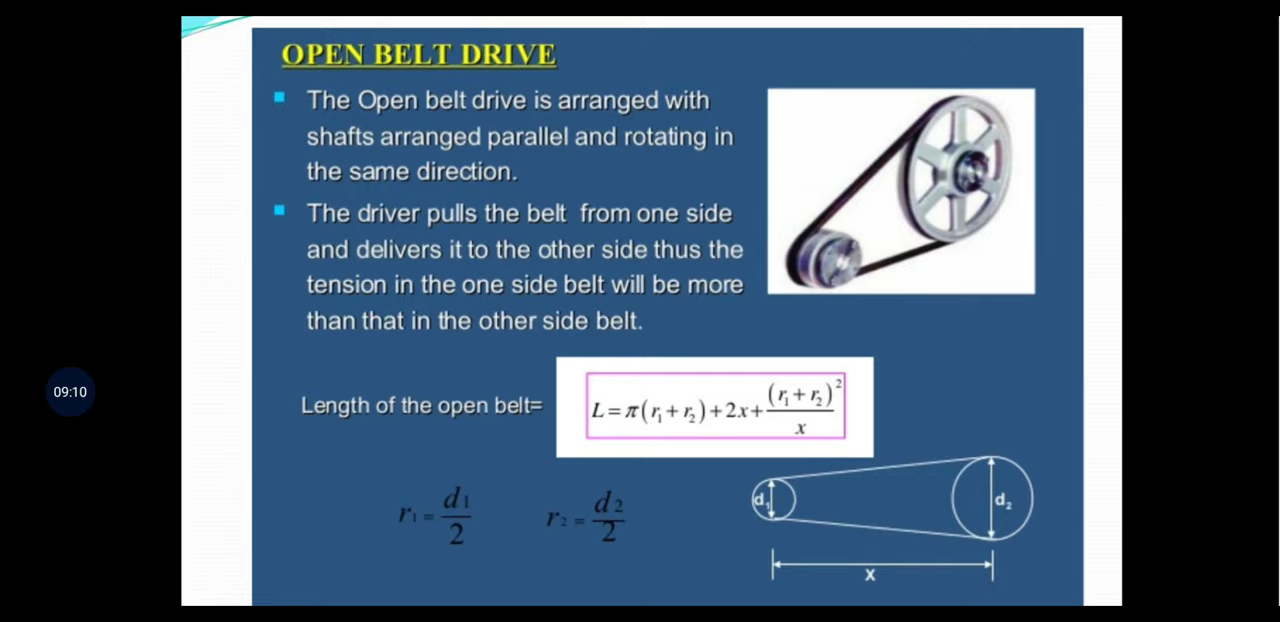 OPEN BELT DRIVE
The Open belt drive is arranged with
shafts arranged parallel and rotating in
the same direction.
The driver pulls the belt from one side
and delivers it to the other side thus the
tension in the one side belt will be more
than that in the other side belt.
09:10
Length of the open belt= L=π(r₁+r₂)+2x+(r₁+r₂)²/x
r₁ = d₁/2 r₂ = d₂/2
d₁ d₂
x